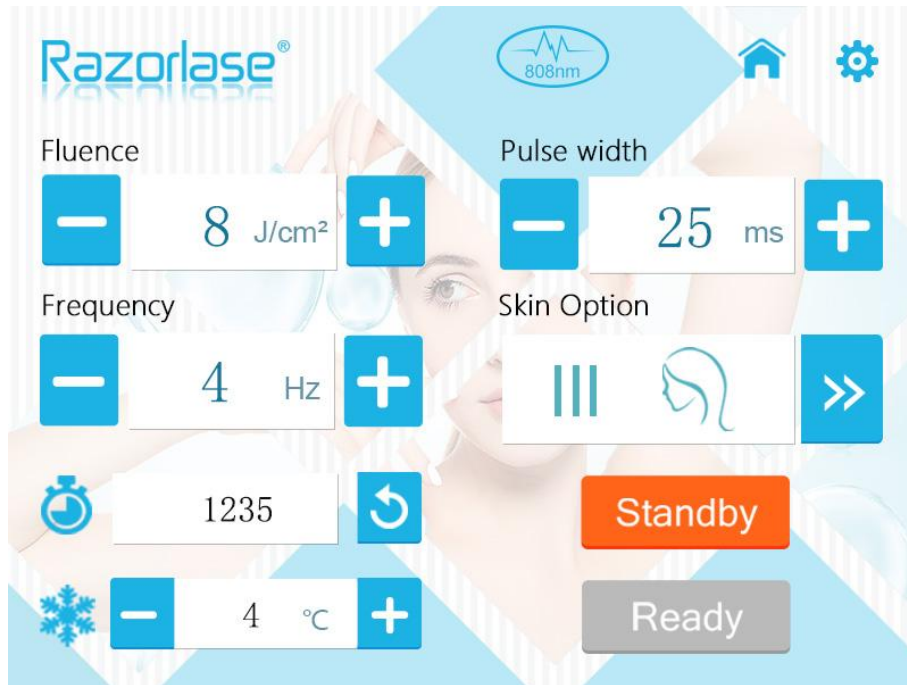 Razorlase®
808nm
Fluence
8 J/cm²
Pulse width
25 ms
Frequency
4 Hz
Skin Option
III
1235
Standby
4 °C
Ready